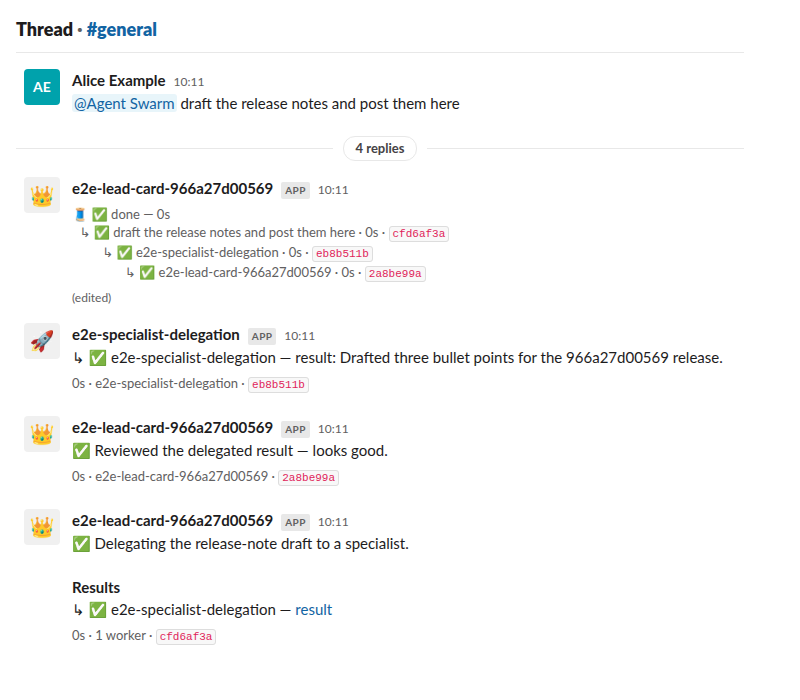 Thread • #general
AE
Alice Example 10:11
@Agent Swarm draft the release notes and post them here
4 replies
e2e-lead-card-966a27d00569 APP 10:11
🧵 ✅ done — 0s
↳ ✅ draft the release notes and post them here · 0s · cfd6af3a
↳ ✅ e2e-specialist-delegation · 0s · eb8b511b
↳ ✅ e2e-lead-card-966a27d00569 · 0s · 2a8be99a
(edited)
e2e-specialist-delegation APP 10:11
↳ ✅ e2e-specialist-delegation — result: Drafted three bullet points for the 966a27d00569 release.
0s · e2e-specialist-delegation · eb8b511b
e2e-lead-card-966a27d00569 APP 10:11
✅ Reviewed the delegated result — looks good.
0s · e2e-lead-card-966a27d00569 · 2a8be99a
e2e-lead-card-966a27d00569 APP 10:11
✅ Delegating the release-note draft to a specialist.
Results
↳ ✅ e2e-specialist-delegation — result
0s · 1 worker · cfd6af3a